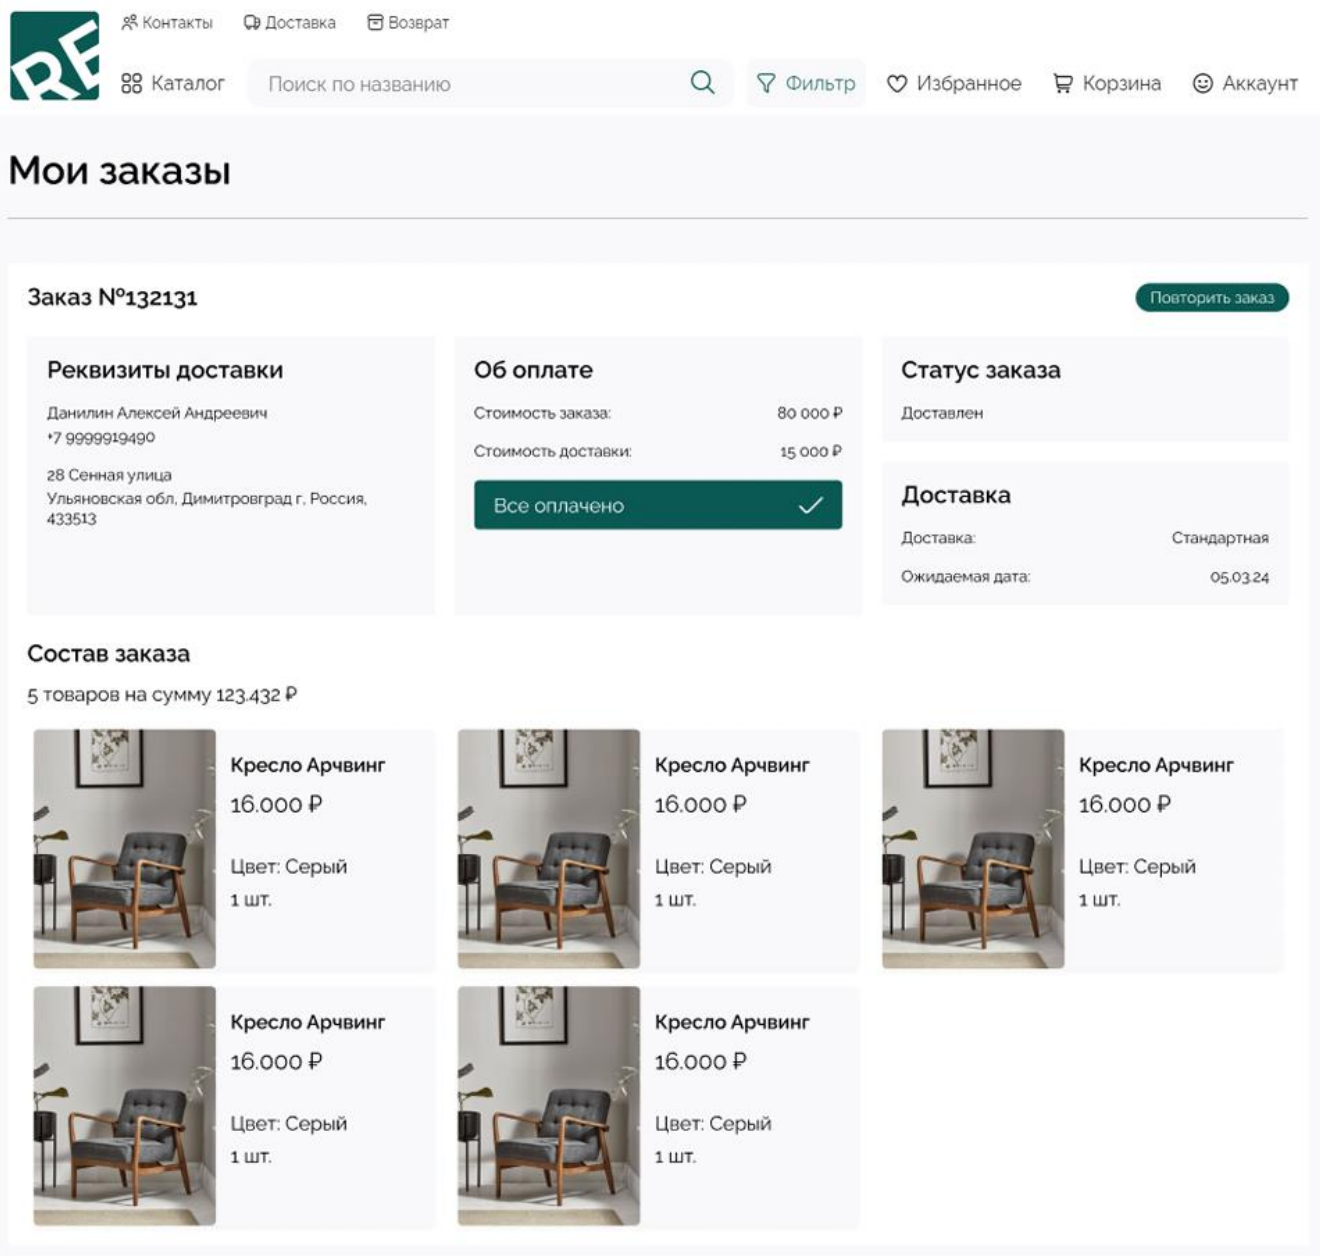 RE
Контакты Доставка Возврат
Каталог Поиск по названию Фильтр Избранное Корзина Аккаунт
Мои заказы
Заказ №132131 Повторить заказ
Реквизиты доставки
Данилин Алексей Андреевич
+7 9999919490
28 Сенная улица
Ульяновская обл, Димитровград г, Россия,
433513
Об оплате
Стоимость заказа: 80 000 ₽
Стоимость доставки: 15 000 ₽
Все оплачено
Статус заказа
Доставлен
Доставка
Доставка: Стандартная
Ожидаемая дата: 05.03.24
Состав заказа
5 товаров на сумму 123.432 ₽
Кресло Арчвинг
16.000 ₽
Цвет: Серый
1 шт.
Кресло Арчвинг
16.000 ₽
Цвет: Серый
1 шт.
Кресло Арчвинг
16.000 ₽
Цвет: Серый
1 шт.
Кресло Арчвинг
16.000 ₽
Цвет: Серый
1 шт.
Кресло Арчвинг
16.000 ₽
Цвет: Серый
1 шт.